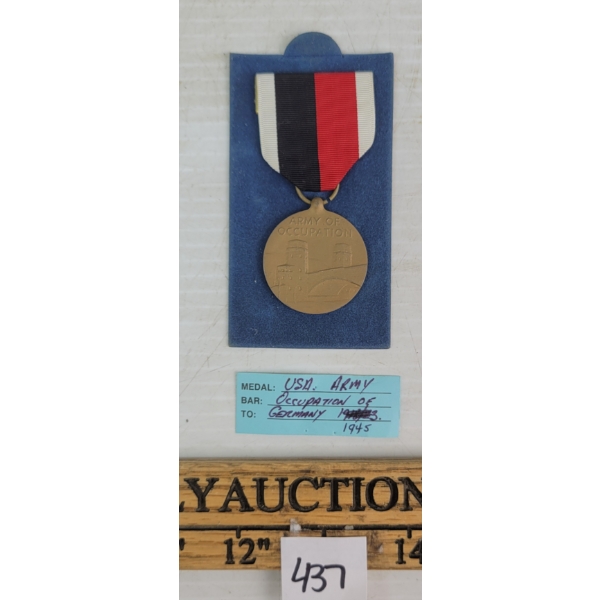 ARMY OF
OCCUPATION
MEDAL: USA. ARMY
BAR: OCCUPATION OF
TO: GERMANY
1945
YAUCTION
12" 14
437